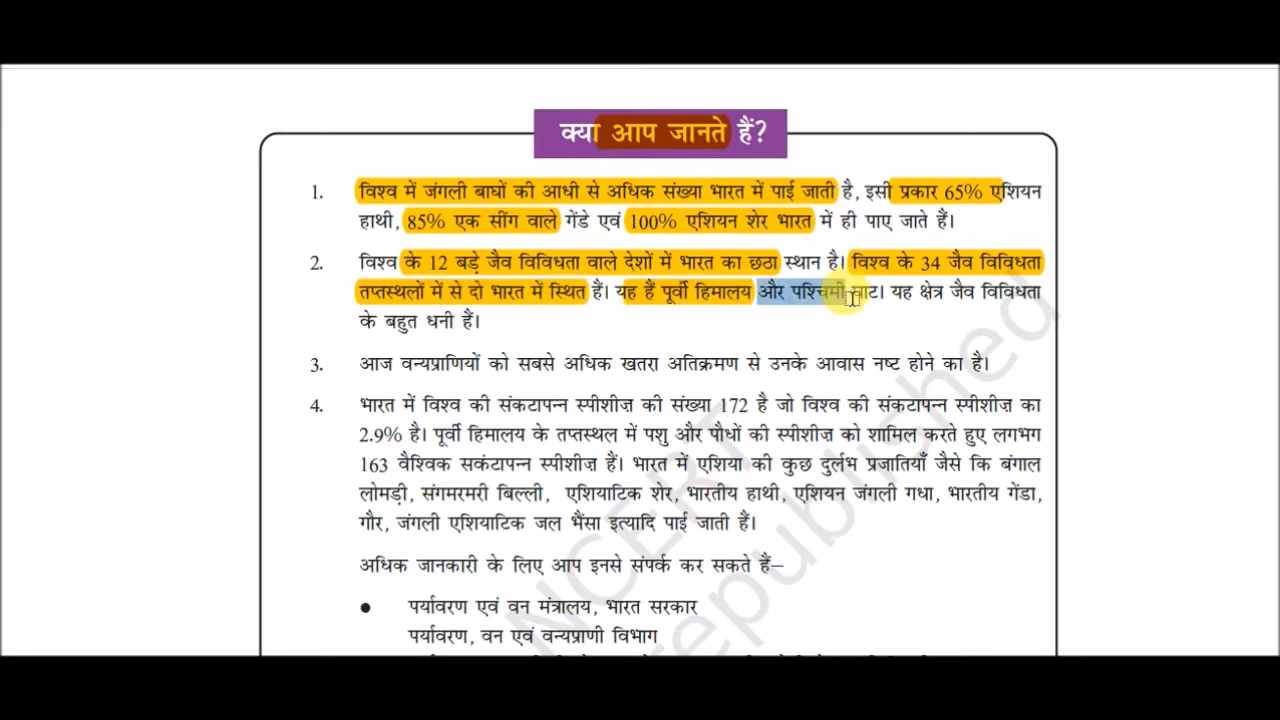 क्या आप जानते हैं?
1. विश्व में जंगली बाघों की आधी से अधिक संख्या भारत में पाई जाती है, इसी प्रकार 65% एशियन
हाथी, 85% एक सींग वाले गेंडे एवं 100% एशियन शेर भारत में ही पाए जाते हैं।
2. विश्व के 12 बड़े जैव विविधता वाले देशों में भारत का छठा स्थान है। विश्व के 34 जैव विविधता
तप्तस्थलों में से दो भारत में स्थित हैं। यह हैं पूर्वी हिमालय और पश्चिमी घाट। यह क्षेत्र जैव विविधता
के बहुत धनी हैं।
3. आज वन्यप्राणियों को सबसे अधिक खतरा अतिक्रमण से उनके आवास नष्ट होने का है।
4. भारत में विश्व की संकटापन्न स्पीशीज़ की संख्या 172 है जो विश्व की संकटापन्न स्पीशीज़ का
2.9% है। पूर्वी हिमालय के तप्तस्थल में पशु और पौधों की स्पीशीज़ को शामिल करते हुए लगभग
163 वैश्विक सकंटापन्न स्पीशीज़ हैं। भारत में एशिया की कुछ दुर्लभ प्रजातियाँ जैसे कि बंगाल
लोमड़ी, संगमरमरी बिल्ली, एशियाटिक शेर, भारतीय हाथी, एशियन जंगली गधा, भारतीय गेंडा,
गौर, जंगली एशियाटिक जल भैंसा इत्यादि पाई जाती हैं।
अधिक जानकारी के लिए आप इनसे संपर्क कर सकते हैं–
● पर्यावरण एवं वन मंत्रालय, भारत सरकार
पर्यावरण, वन एवं वन्यप्राणी विभाग
NCERT
republished